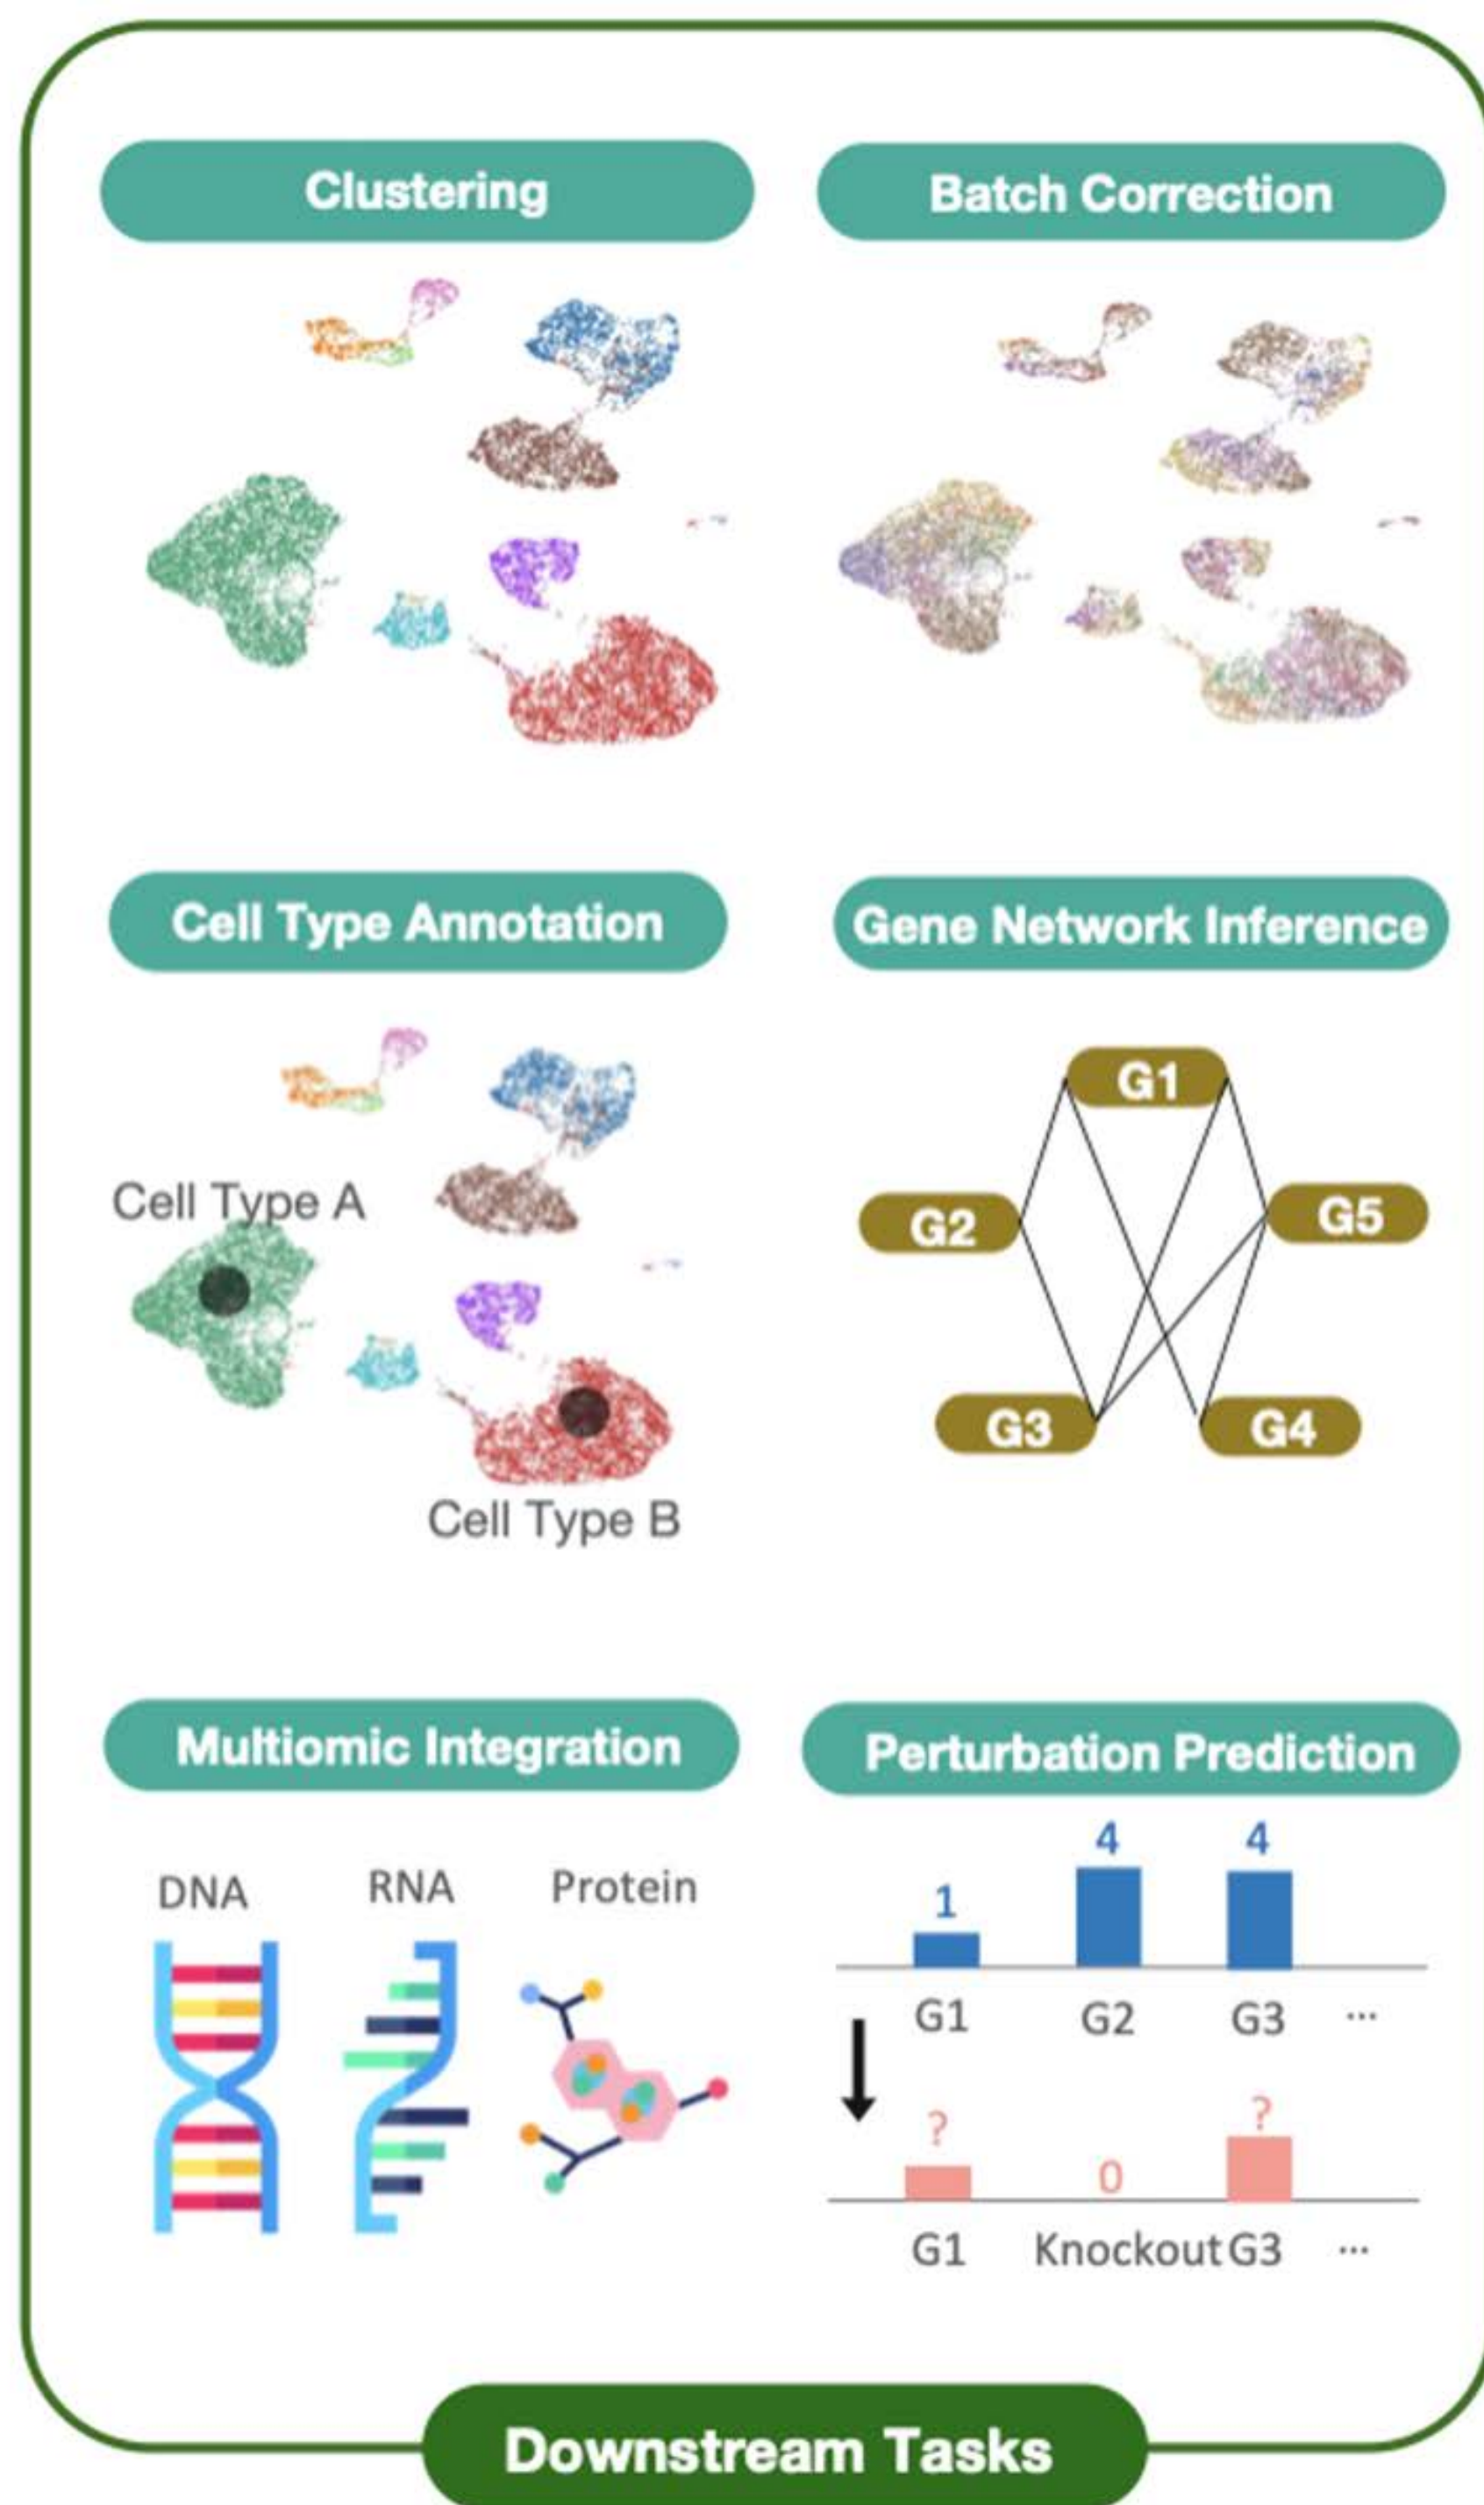 Clustering
Batch Correction
Cell Type Annotation
Gene Network Inference
Cell Type A
Cell Type B
G1
G2
G5
G3
G4
Multiomic Integration
Perturbation Prediction
DNA
RNA
Protein
1
4
4
G1
G2
G3
...
?
0
?
G1
Knockout
G3
...
Downstream Tasks